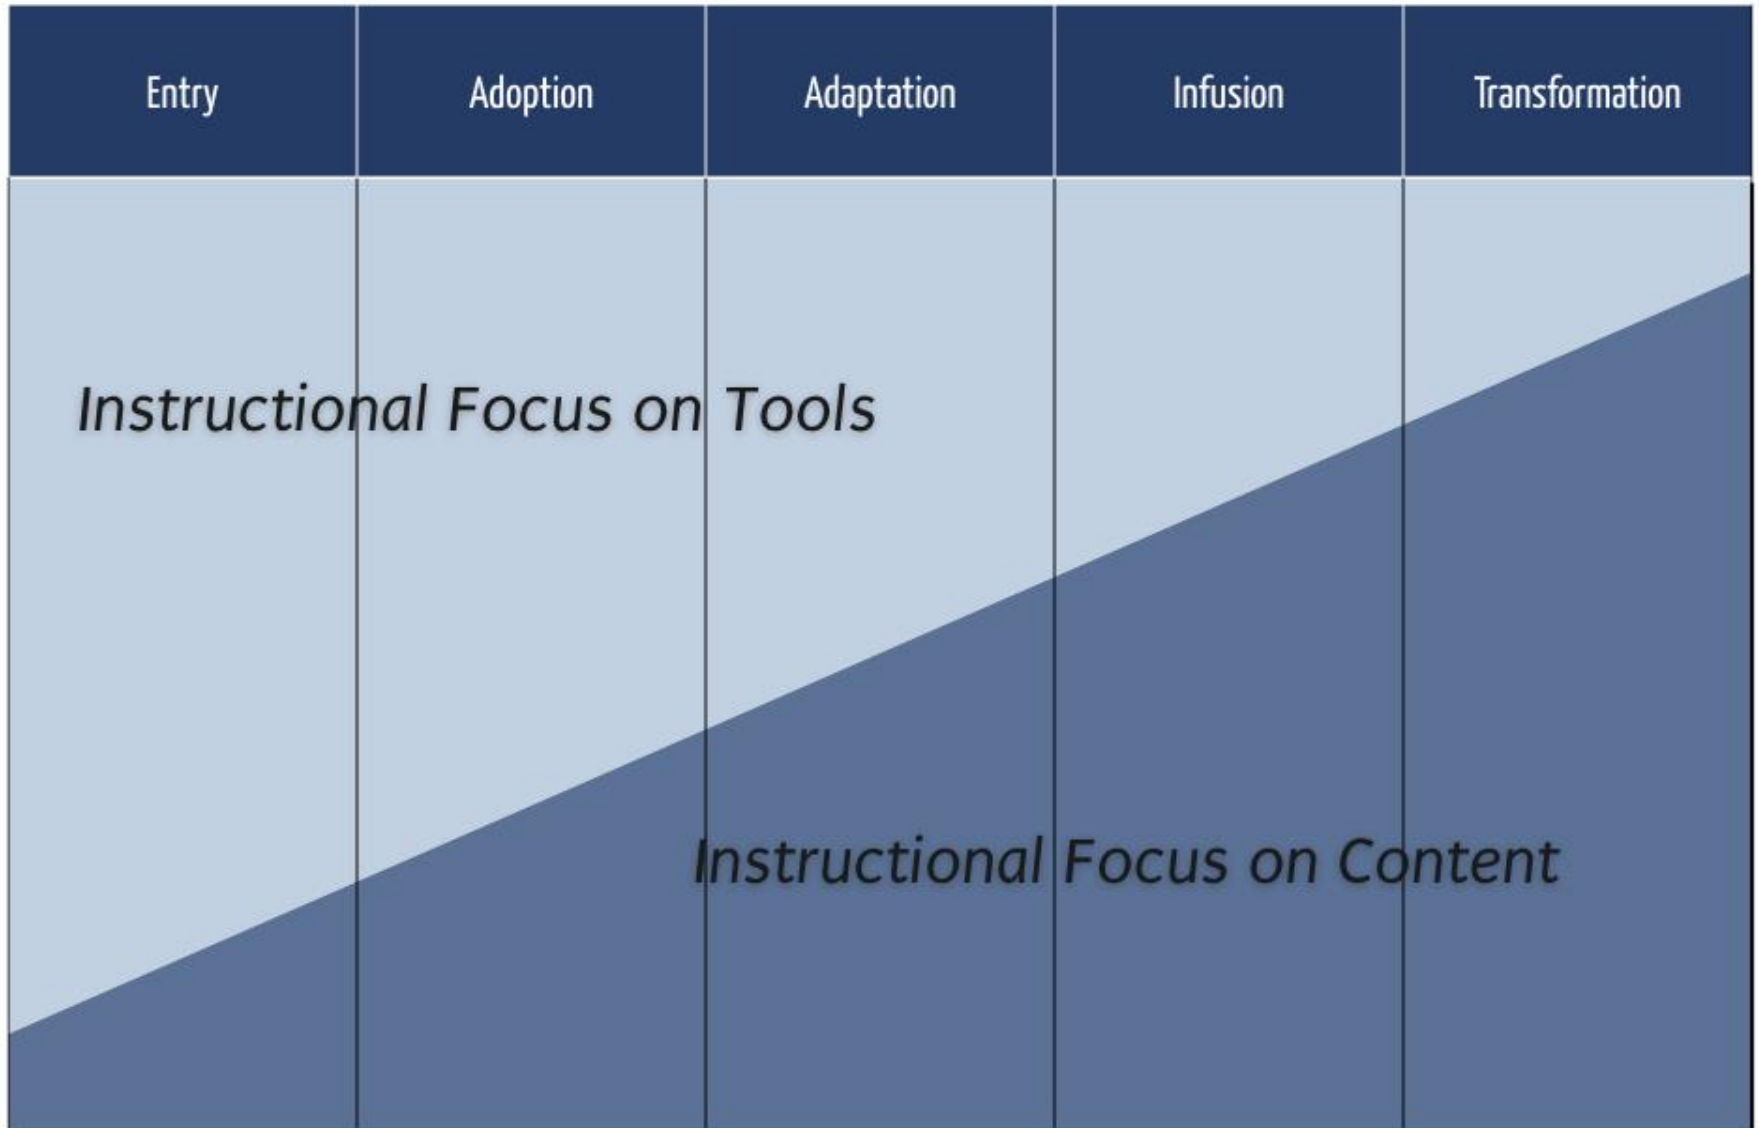 Entry
Adoption
Adaptation
Infusion
Transformation
Instructional Focus on Tools
Instructional Focus on Content